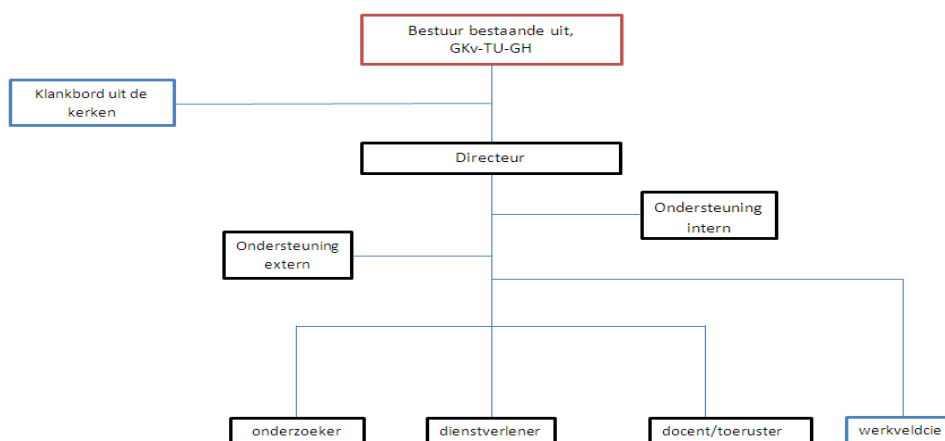 Bestuur bestaande uit,
GKv-TU-GH
Klankbord uit de
kerken
Directeur
Ondersteuning
intern
Ondersteuning
extern
onderzoeker
dienstverlener
docent/toeruster
werkveldcie